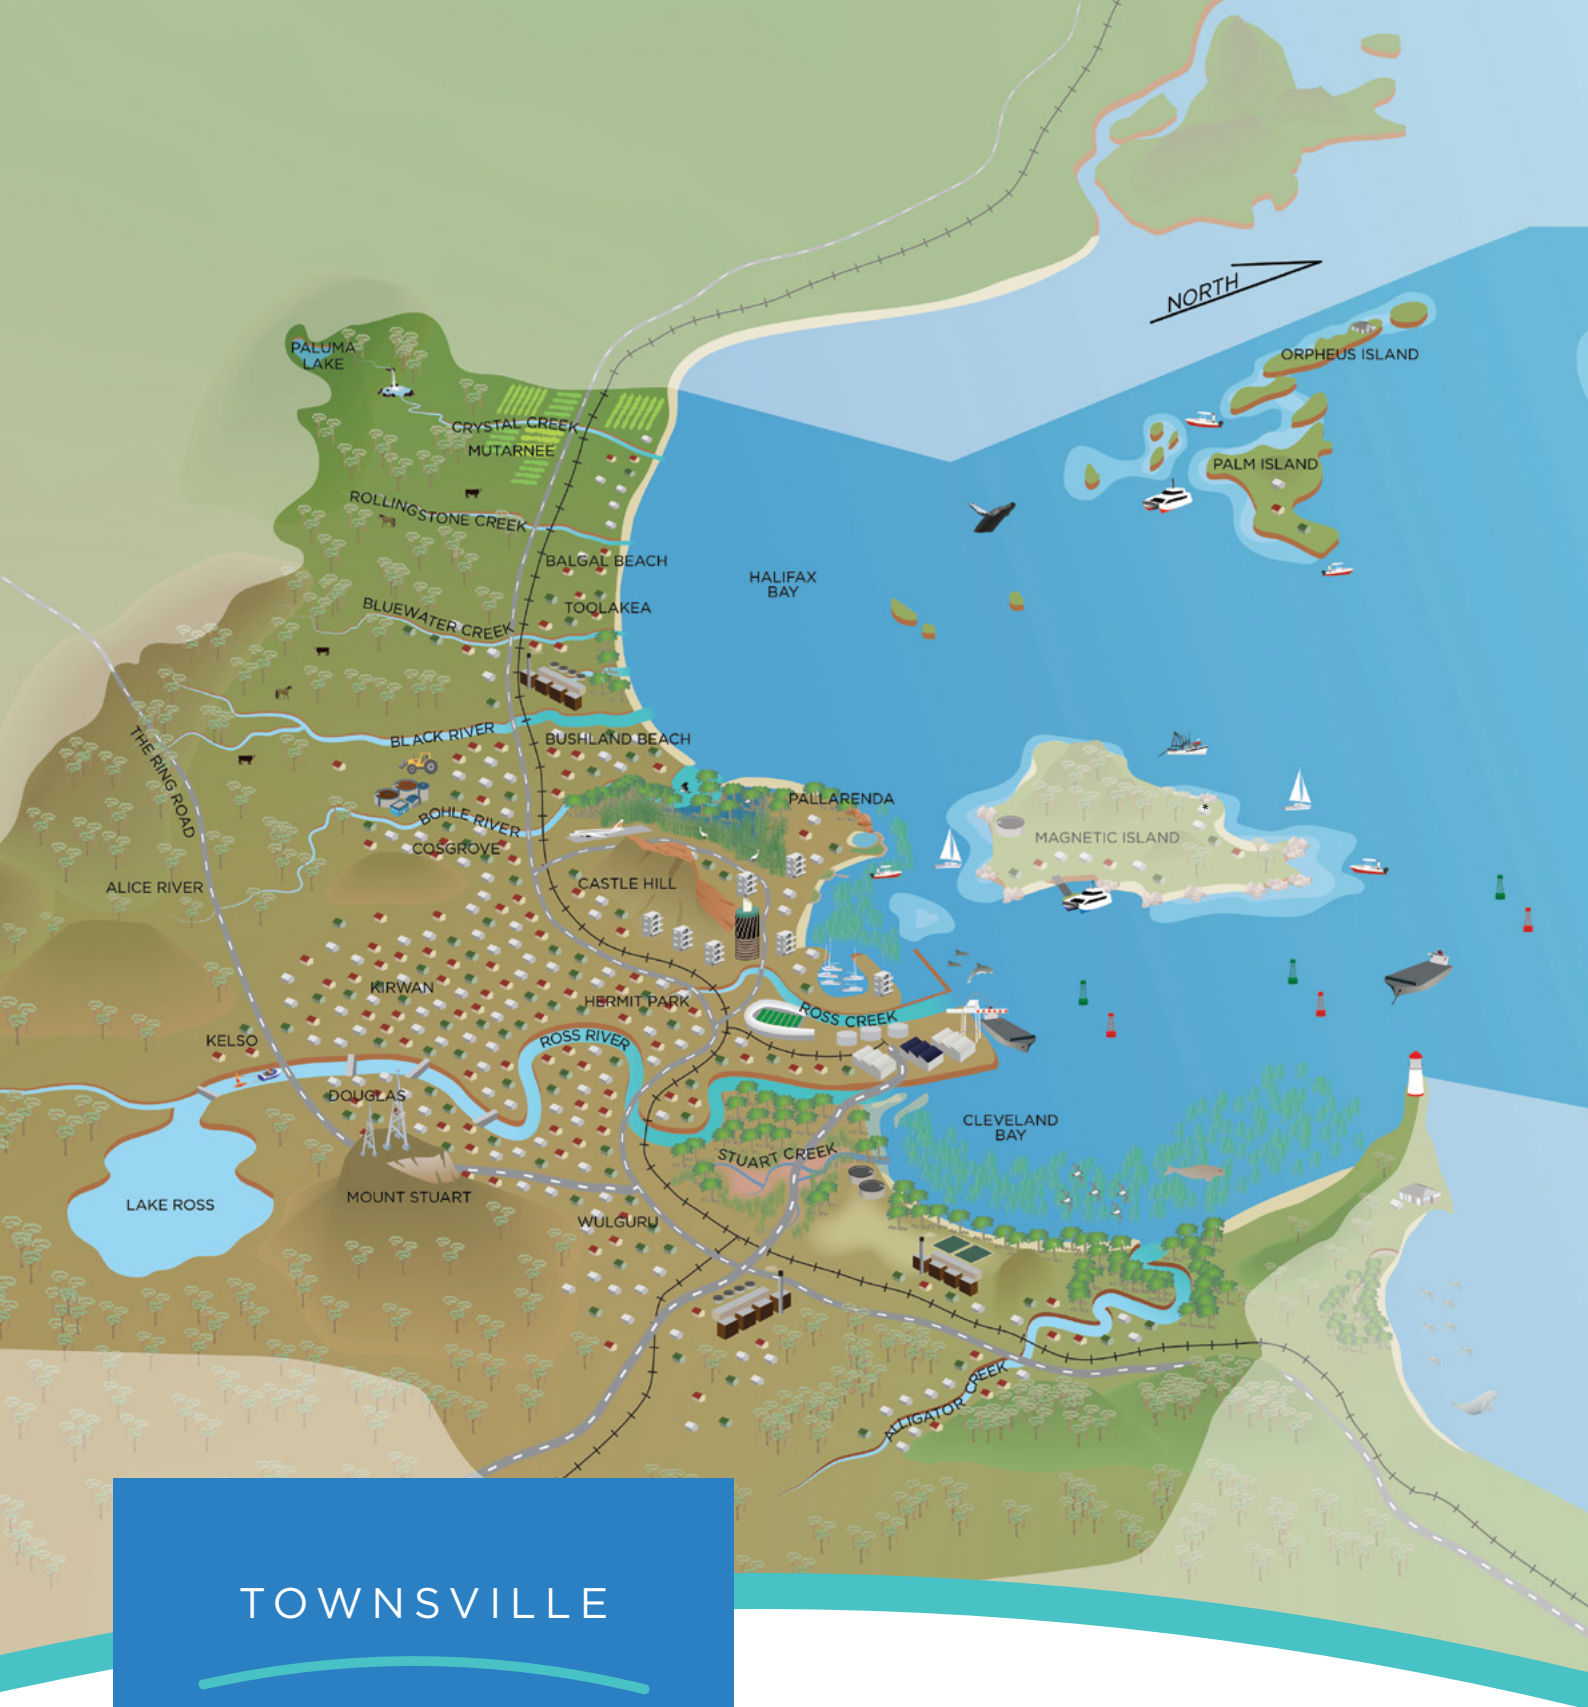 NORTH
PALUMA
LAKE
ORPHEUS ISLAND
CRYSTAL CREEK
MUTARNEE
PALM ISLAND
ROLLINGSTONE CREEK
BALGAL BEACH
HALIFAX
BAY
TOOLAKEA
BLUEWATER CREEK
BLACK RIVER
BUSHLAND BEACH
THE RING ROAD
PALLARENDA
BOHLE RIVER
MAGNETIC ISLAND
COSGROVE
CASTLE HILL
ALICE RIVER
KIRWAN
HERMIT PARK
ROSS CREEK
KELSO
ROSS RIVER
DOUGLAS
CLEVELAND
BAY
STUART CREEK
MOUNT STUART
LAKE ROSS
WULGURU
ALLIGATOR CREEK
TOWNSVILLE